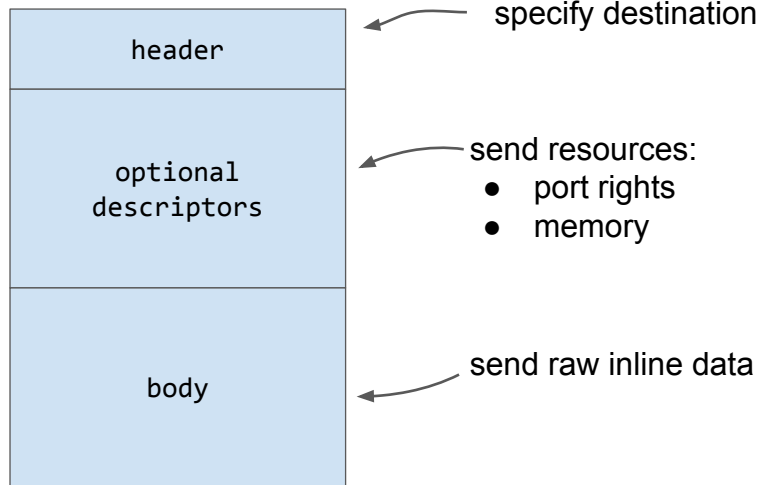 specify destination
header
optional
descriptors
send resources:
● port rights
● memory
body
send raw inline data